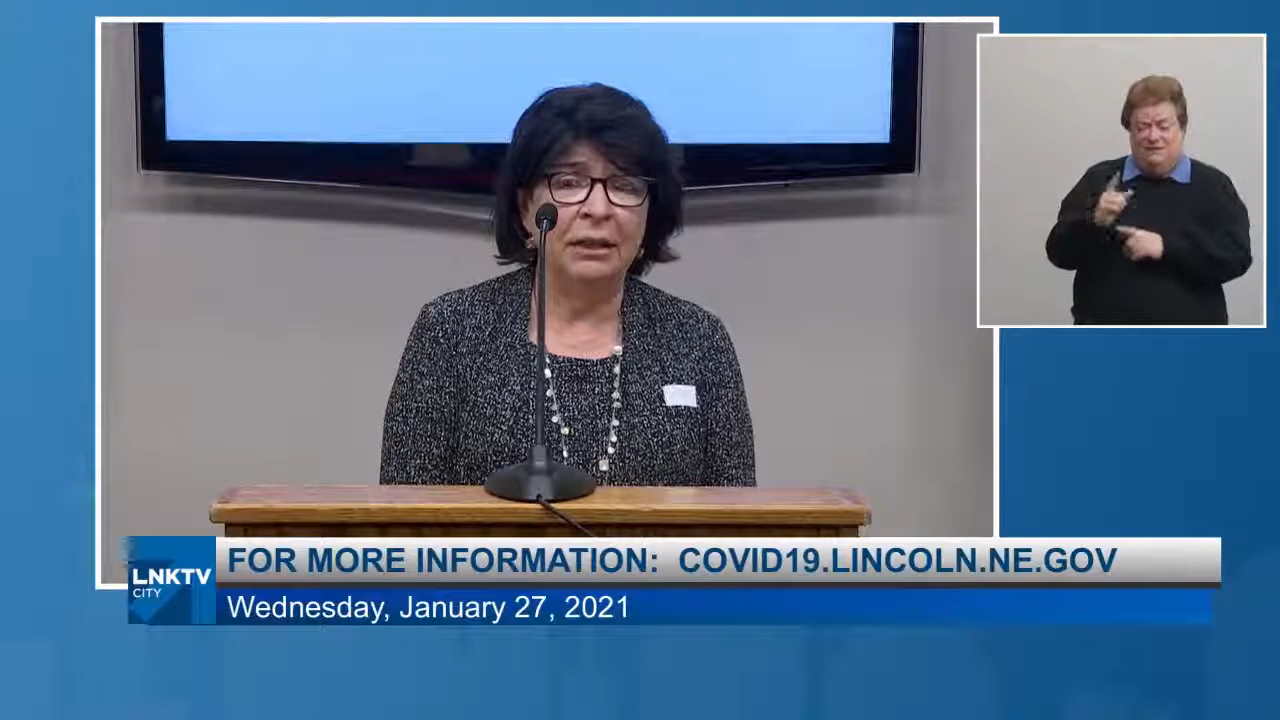 FOR MORE INFORMATION: COVID19.LINCOLN.NE.GOV
LNKTV
CITY
Wednesday, January 27, 2021